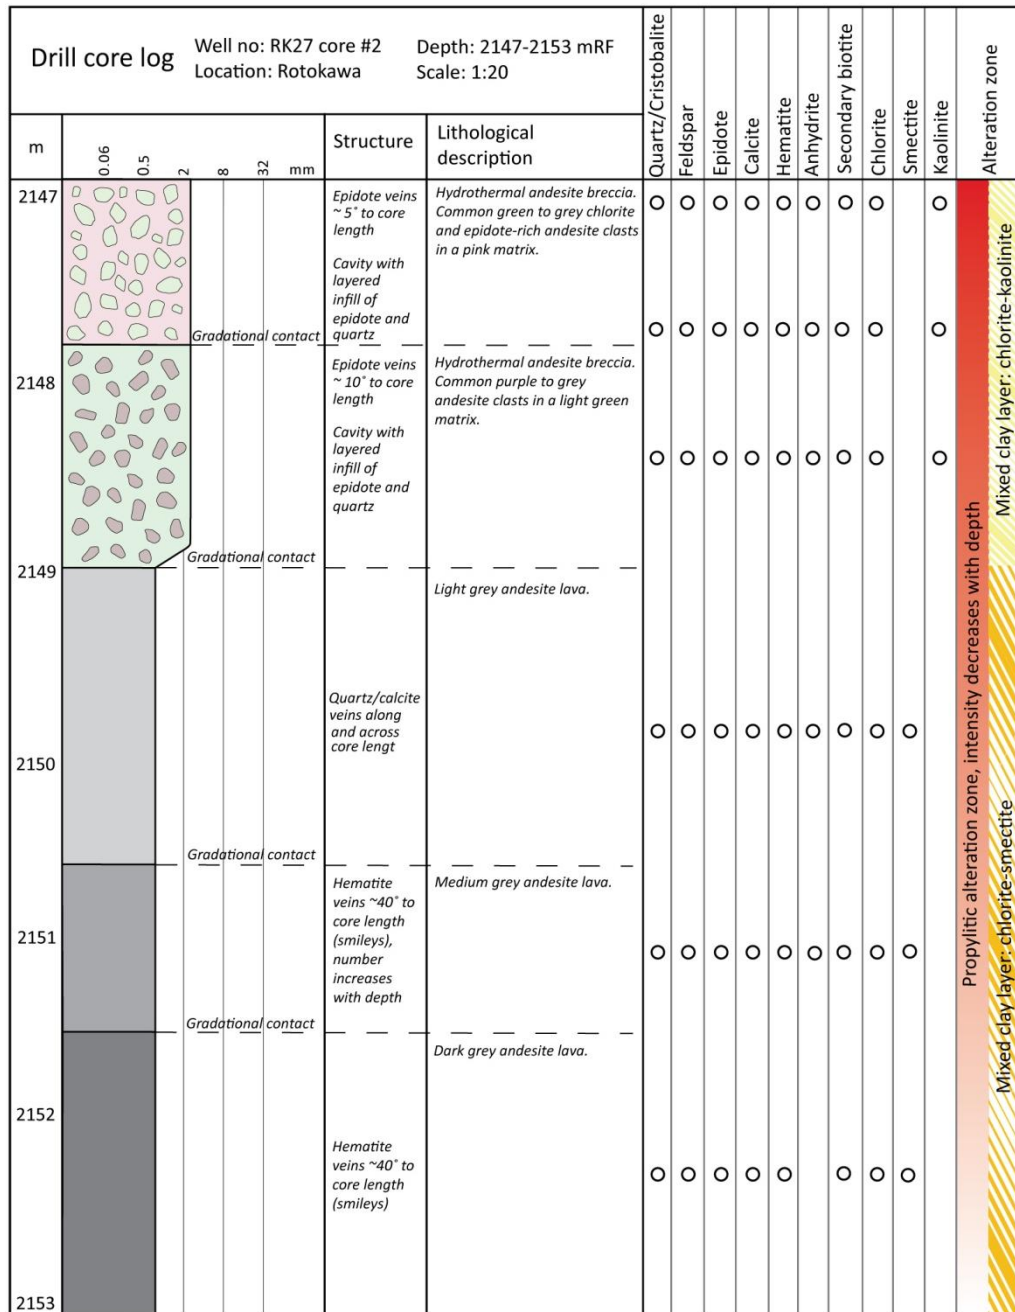 Drill core log
Well no: RK27 core #2
Location: Rotokawa
Depth: 2147-2153 mRF
Scale: 1:20
Quartz/Cristobalite
Feldspar
Epidote
Calcite
Hematite
Anhydrite
Secondary biotite
Chlorite
Smectite
Kaolinite
Alteration zone
m
0.06
0.5
2
8
32
mm
Structure
Lithological
description
2147
Epidote veins
~ 5˚ to core
length
Cavity with
layered
infill of
epidote and
quartz
Hydrothermal andesite breccia.
Common green to grey chlorite
and epidote-rich andesite clasts
in a pink matrix.
Gradational contact
2148
Epidote veins
~ 10˚ to core
length
Cavity with
layered
infill of
epidote and
quartz
Hydrothermal andesite breccia.
Common purple to grey
andesite clasts in a light green
matrix.
Gradational contact
2149
Light grey andesite lava.
Quartz/calcite
veins along
and across
core lengt
2150
Gradational contact
Hematite
veins ~40˚ to
core length
(smileys),
number
increases
with depth
Medium grey andesite lava.
2151
Gradational contact
Dark grey andesite lava.
2152
Hematite
veins ~40˚ to
core length
(smileys)
2153
Propylitic alteration zone, intensity decreases with depth
Mixed clay layer: chlorite-kaolinite
Mixed clay layer: chlorite-smectite